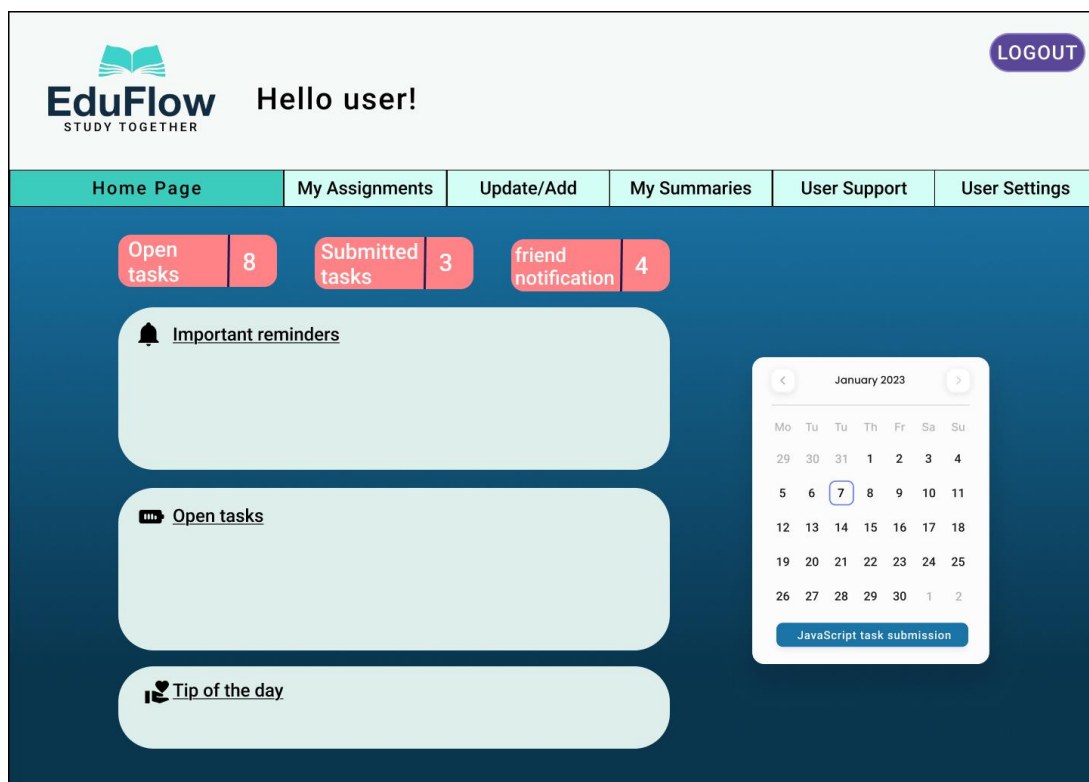 LOGOUT
EduFlow
STUDY TOGETHER
Hello user!
Home Page
My Assignments
Update/Add
My Summaries
User Support
User Settings
Open
tasks
8
Submitted
tasks
3
friend
notification
4
Important reminders
Open tasks
Tip of the day
January 2023
Mo Tu Tu Th Fr Sa Su
29 30 31 1 2 3 4
5 6 7 8 9 10 11
12 13 14 15 16 17 18
19 20 21 22 23 24 25
26 27 28 29 30 1 2
JavaScript task submission